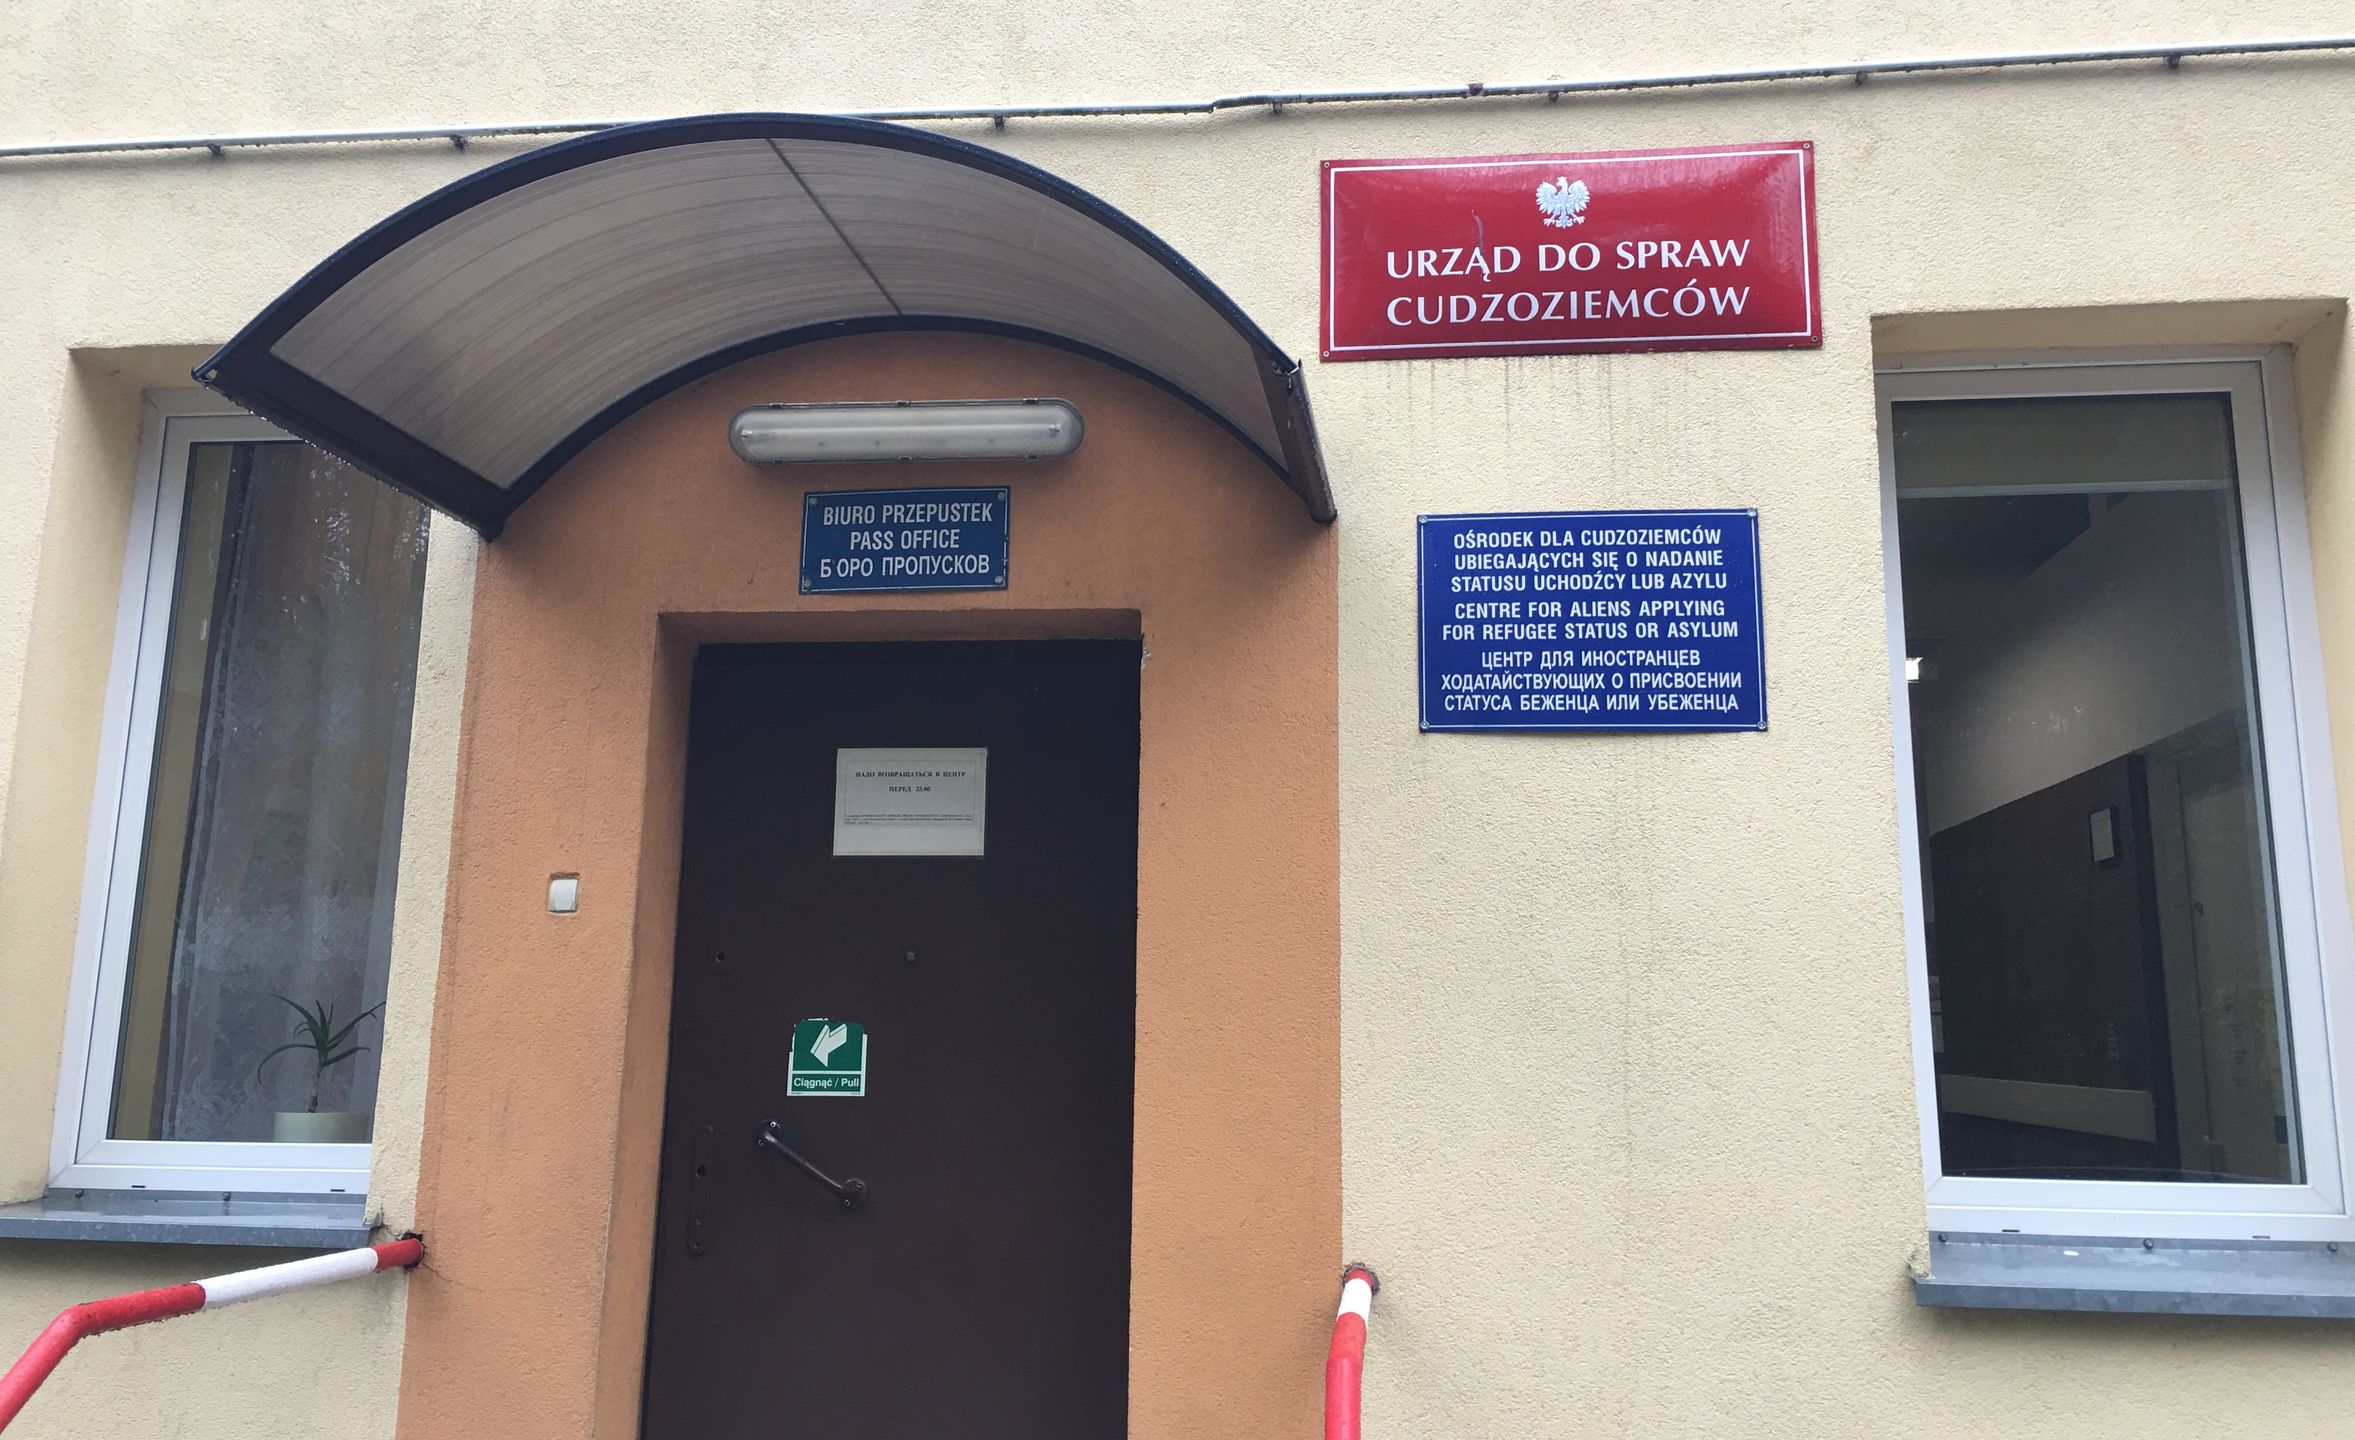 URZĄD DO SPRAW
CUDZOZIEMCÓW
BIURO PRZEPUSTEK
PASS OFFICE
Б ОРО ПРОПУСКОВ
OŚRODEK DLA CUDZOZIEMCÓW
UBIEGAJĄCYCH SIĘ O NADANIE
STATUSU UCHODŹCY LUB AZYLU
CENTRE FOR ALIENS APPLYING
FOR REFUGEE STATUS OR ASYLUM
ЦЕНТР ДЛЯ ИНОСТРАНЦЕВ
ХОДАТАЙСТВУЮЩИХ О ПРИСВОЕНИИ
СТАТУСА БЕЖЕНЦА ИЛИ УБЕЖЕНЦА
НАДО ВОЗВРАЩАТЬСЯ В ЦЕНТР
ПЕРЕД 23.00
Ciągnąć / Pull